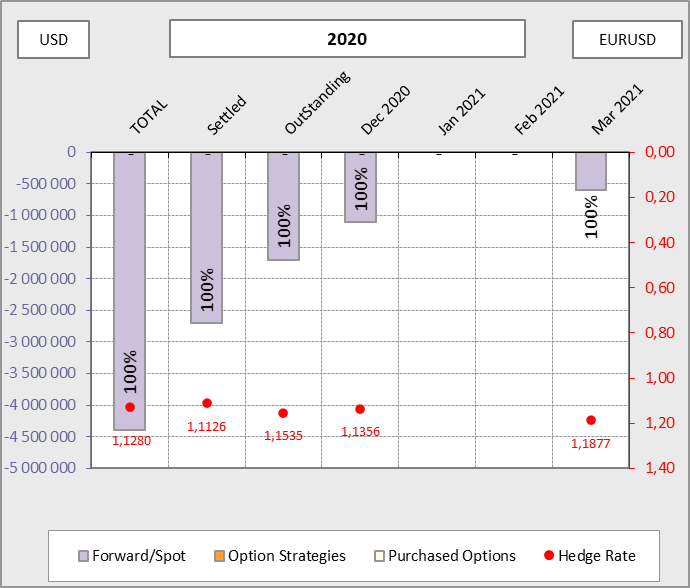 USD
2020
EURUSD
TOTAL
Settled
OutStanding
Dec 2020
Jan 2021
Feb 2021
Mar 2021
0
-500 000
-1 000 000
-1 500 000
-2 000 000
-2 500 000
-3 000 000
-3 500 000
-4 000 000
-4 500 000
-5 000 000
100%
100%
100%
100%
100%
1,1280
1,1126
1,1535
1,1356
1,1877
0,00
0,20
0,40
0,60
0,80
1,00
1,20
1,40
Forward/Spot
Option Strategies
Purchased Options
Hedge Rate